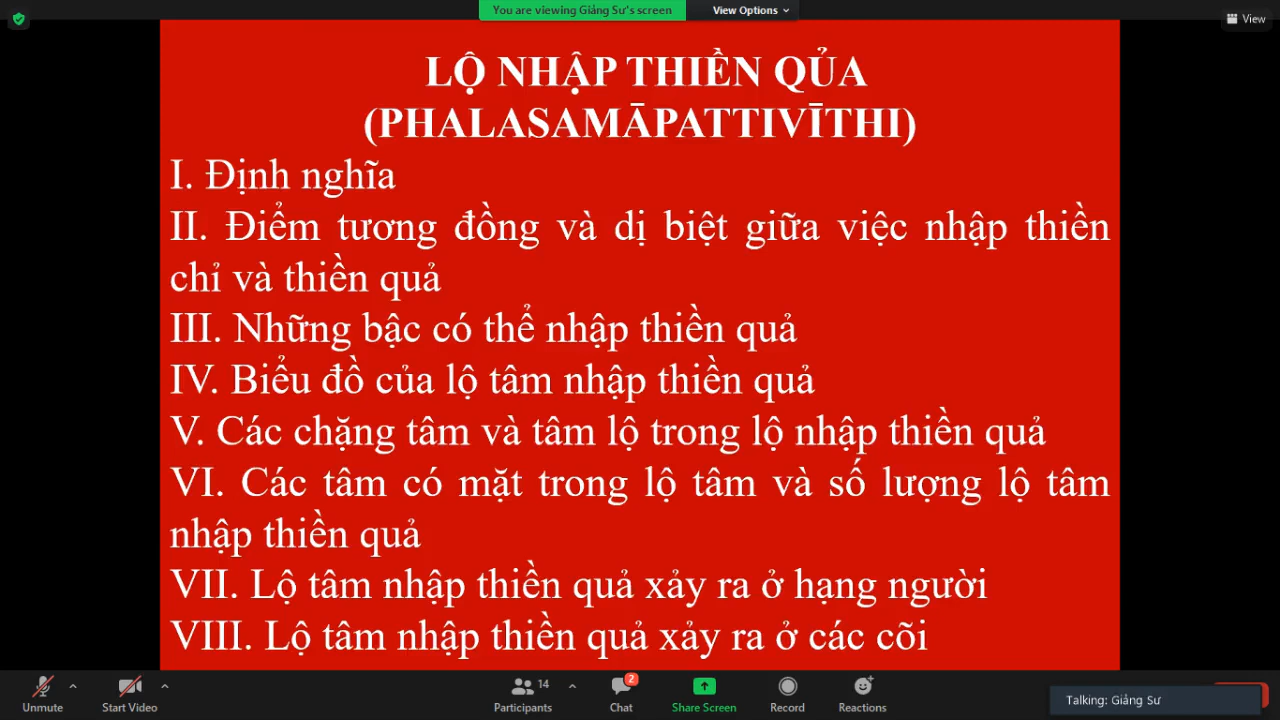 You are viewing Giảng Sư's screen
View Options
View
LỘ NHẬP THIỀN QỦA
(PHALASAMĀPATTIVĪTHI)
I. Định nghĩa
II. Điểm tương đồng và dị biệt giữa việc nhập thiền
chỉ và thiền quả
III. Những bậc có thể nhập thiền quả
IV. Biểu đồ của lộ tâm nhập thiền quả
V. Các chặng tâm và tâm lộ trong lộ nhập thiền quả
VI. Các tâm có mặt trong lộ tâm và số lượng lộ tâm
nhập thiền quả
VII. Lộ tâm nhập thiền quả xảy ra ở hạng người
VIII. Lộ tâm nhập thiền quả xảy ra ở các cõi
Unmute
Start Video
14
Participants
2
Chat
Share Screen
Record
Reactions
Talking: Giảng Sư